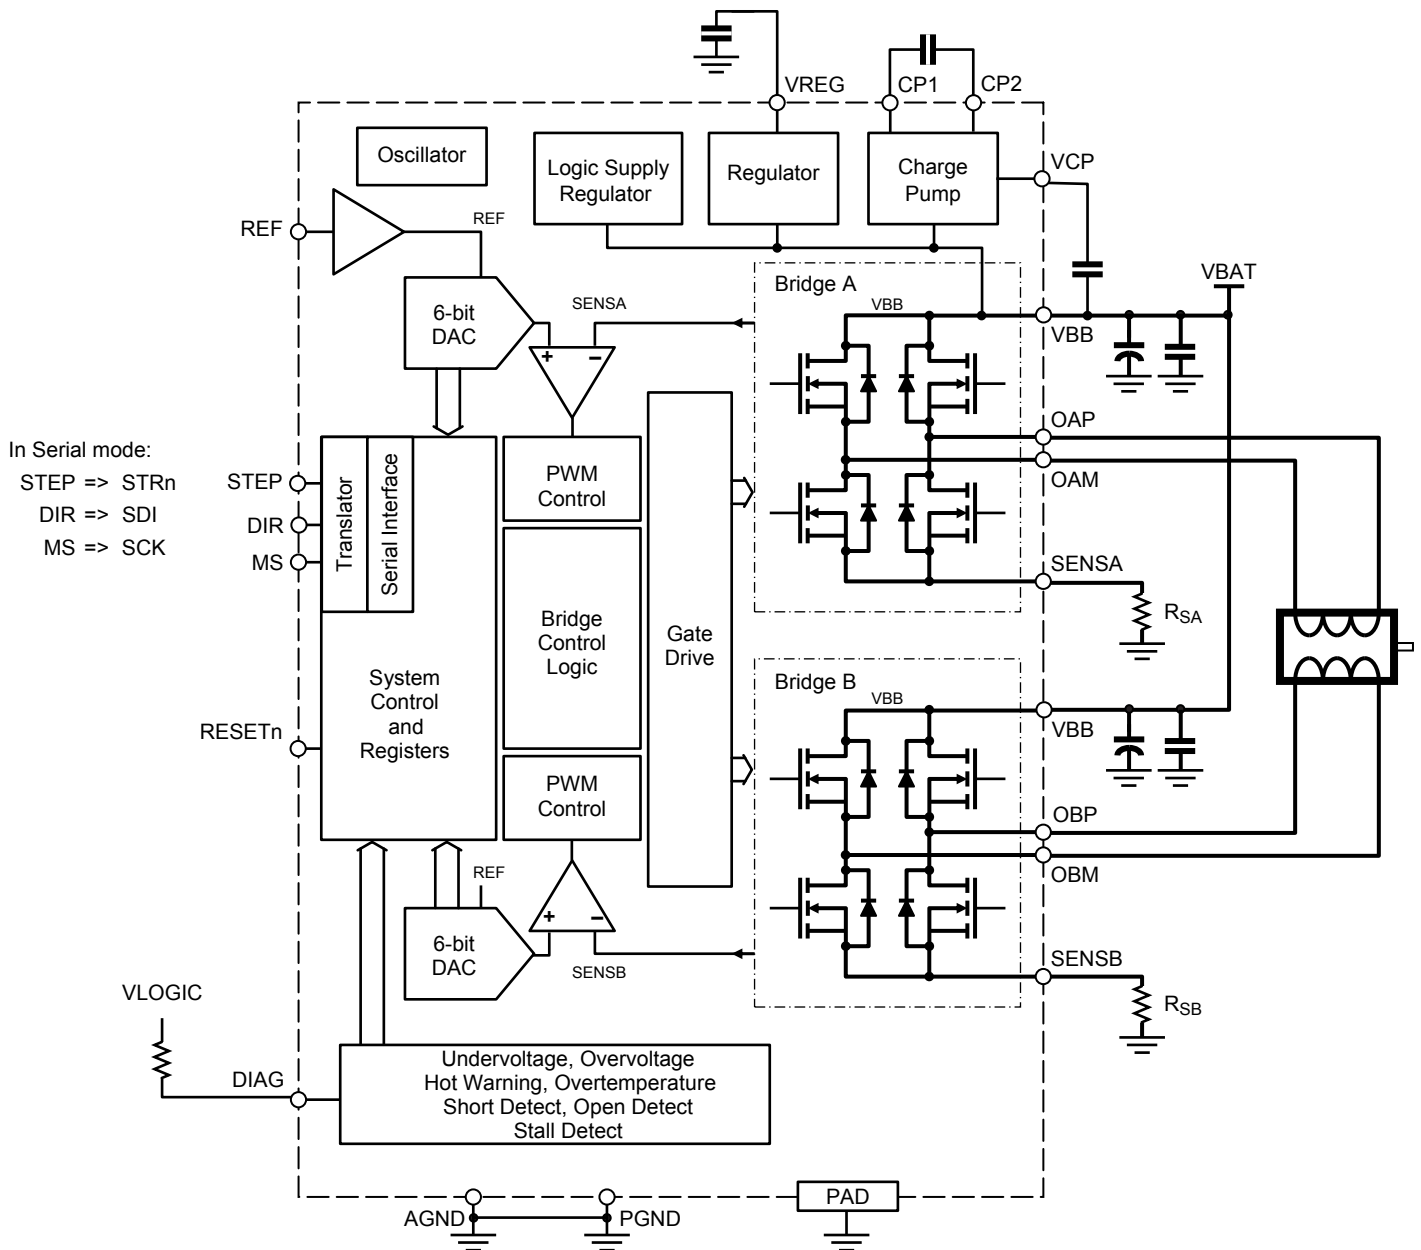 VREG
CP1
CP2
Oscillator
Logic Supply
Regulator
Regulator
Charge
Pump
VCP
REF
REF
VBAT
6-bit
DAC
SENSA
Bridge A
VBB
VBB
+
–
OAP
OAM
In Serial mode:
STEP => STRn
DIR => SDI
MS => SCK
STEP
DIR
MS
Translator
Serial Interface
PWM
Control
SENSA
RSA
Bridge
Control
Logic
Gate
Drive
System
Control
and
Registers
RESETn
Bridge B
VBB
VBB
PWM
Control
OBP
OBM
REF
6-bit
DAC
+
–
SENSB
SENSB
RSB
VLOGIC
DIAG
Undervoltage, Overvoltage
Hot Warning, Overtemperature
Short Detect, Open Detect
Stall Detect
AGND
PGND
PAD